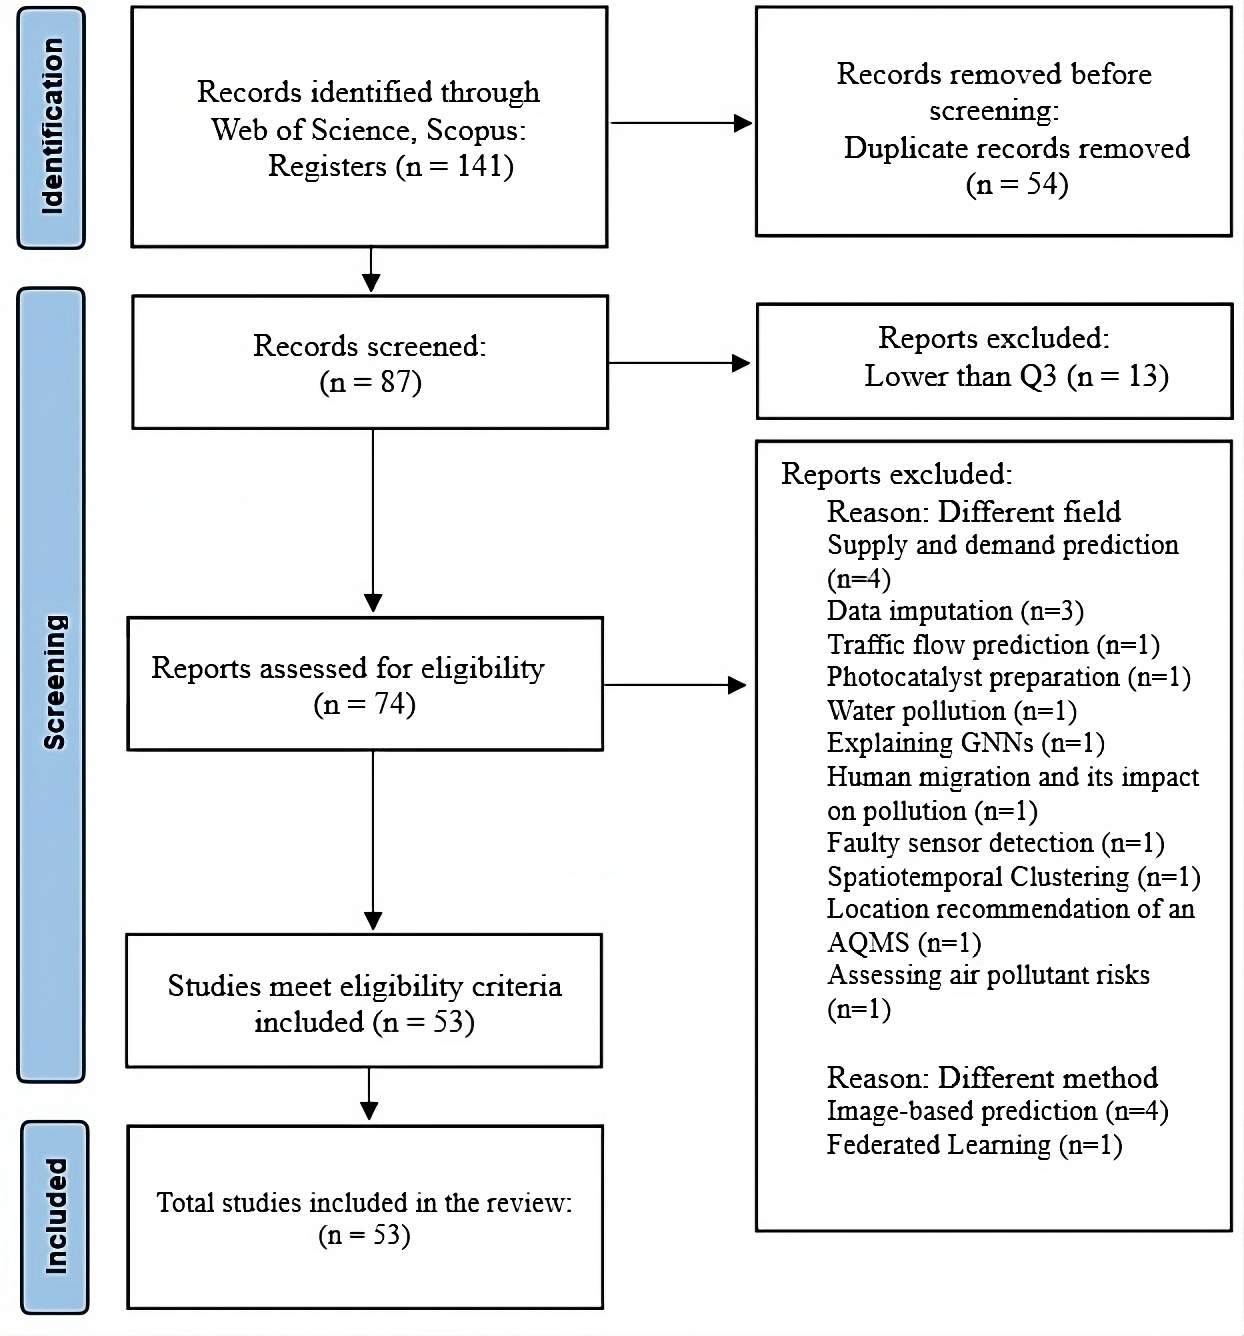 Identification
Records identified through
Web of Science, Scopus:
Registers (n = 141)
Records removed before
screening:
Duplicate records removed
(n = 54)
Screening
Records screened:
(n = 87)
Reports excluded:
Lower than Q3 (n = 13)
Reports assessed for eligibility
(n = 74)
Reports excluded:
Reason: Different field
Supply and demand prediction
(n=4)
Data imputation (n=3)
Traffic flow prediction (n=1)
Photocatalyst preparation (n=1)
Water pollution (n=1)
Explaining GNNs (n=1)
Human migration and its impact
on pollution (n=1)
Faulty sensor detection (n=1)
Spatiotemporal Clustering (n=1)
Location recommendation of an
AQMS (n=1)
Assessing air pollutant risks
(n=1)
Reason: Different method
Image-based prediction (n=4)
Federated Learning (n=1)
Studies meet eligibility criteria
included (n = 53)
Included
Total studies included in the review:
(n = 53)